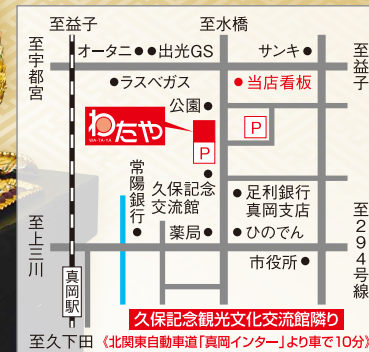 至益子
至水橋
至宇都宮
オータニ●●出光GS
サンキ●
至益子
●ラスベガス
●当店看板
公園●
わたや
WA・TA・YA
P
P
常陽銀行●
久保記念
交流館
●足利銀行
真岡支店
薬局●
●ひのでん
至上三川
至294号線
市役所●
真岡駅
久保記念観光文化交流館隣り
至久下田
《北関東自動車道「真岡インター」より車で10分》